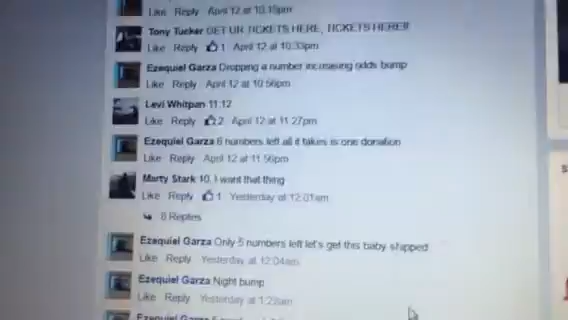 Like Reply April 12 at 10:15pm
Tony Tucker GET UR TICKETS HERE, TICKETS HERE!!
Like Reply 1 April 12 at 10:33pm
Ezequiel Garza Dropping a number increasing odds bump
Like Reply April 12 at 10:56pm
Levi Whitpan 11:12
Like Reply 2 April 12 at 11:27pm
Ezequiel Garza 6 numbers left all it takes is one donation
Like Reply April 12 at 11:56pm
Marty Stark 10, I want that thing
Like Reply 1 Yesterday at 12:01am
8 Replies
Ezequiel Garza Only 5 numbers left let's get this baby shipped
Like Reply Yesterday at 12:04am
Ezequiel Garza Night bump
Like Reply Yesterday at 1:23am
Ezequiel Garza